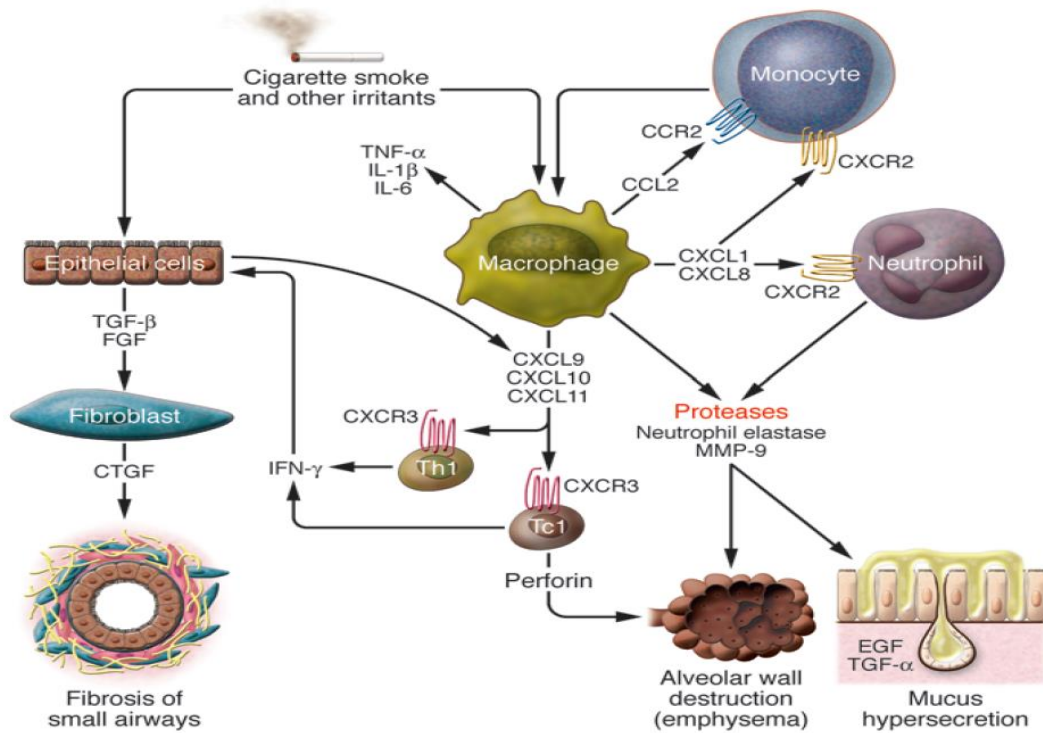 Cigarette smoke
and other irritants
Monocyte
CCR2
CXCR2
TNF-α
IL-1β
IL-6
CCL2
Epithelial cells
Macrophage
CXCL1
CXCL8
CXCR2
Neutrophil
TGF-β
FGF
CXCL9
CXCL10
CXCL11
Fibroblast
CXCR3
Proteases
Neutrophil elastase
MMP-9
CTGF
IFN-γ
Th1
CXCR3
Tc1
Perforin
EGF
TGF-α
Fibrosis of
small airways
Alveolar wall
destruction
(emphysema)
Mucus
hypersecretion